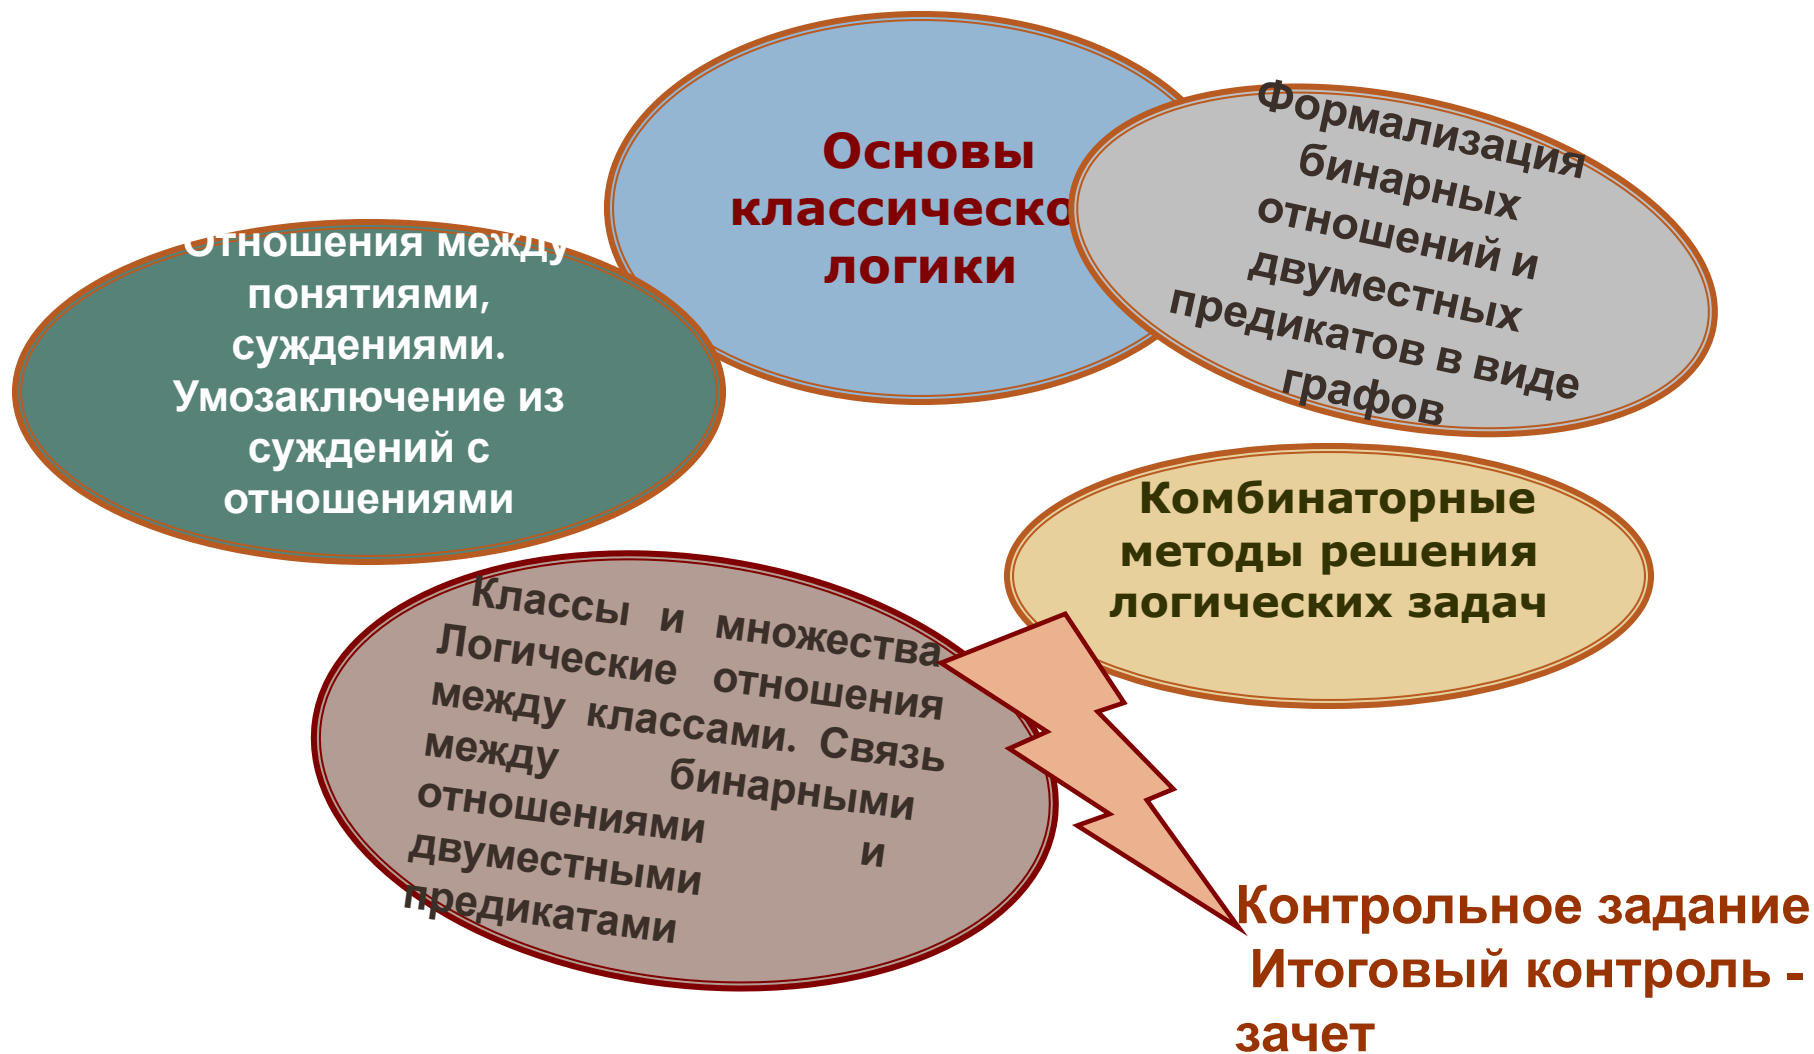 Основы
классическо
логики
Формализация
бинарных
отношений и
двуместных
предикатов в виде
графов
Отношения между
понятиями,
суждениями.
Умозаключение из
суждений с
отношениями
Комбинаторные
методы решения
логических задач
Классы и множества
Логические отношения
между классами. Связь
между бинарными
отношениями и
двуместными
предикатами
Контрольное задание
Итоговый контроль -
зачет